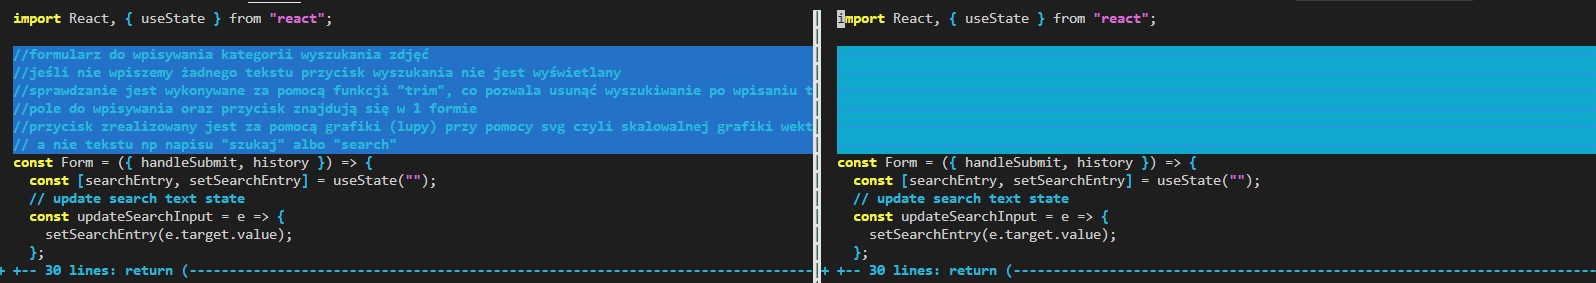 import React, { useState } from "react";
//formularz do wpisywania kategorii wyszukania zdjęć
//jeśli nie wpiszemy żadnego tekstu przycisk wyszukania nie jest wyświetlany
//sprawdzanie jest wykonywane za pomocą funkcji "trim", co pozwala usunąć wyszukiwanie po wpisaniu t
//pole do wpisywania oraz przycisk znajdują się w 1 formie
//przycisk zrealizowany jest za pomocą grafiki (lupy) przy pomocy svg czyli skalowalnej grafiki wekt
// a nie tekstu np napisu "szukaj" albo "search"
const Form = ({ handleSubmit, history }) => {
  const [searchEntry, setSearchEntry] = useState("");
  // update search text state
  const updateSearchInput = e => {
    setSearchEntry(e.target.value);
  };
+ +-- 30 lines: return (----------------------------------------------------------------------------
import React, { useState } from "react";
const Form = ({ handleSubmit, history }) => {
  const [searchEntry, setSearchEntry] = useState("");
  // update search text state
  const updateSearchInput = e => {
    setSearchEntry(e.target.value);
  };
+ +-- 30 lines: return (-------------------------------------------------------------------------